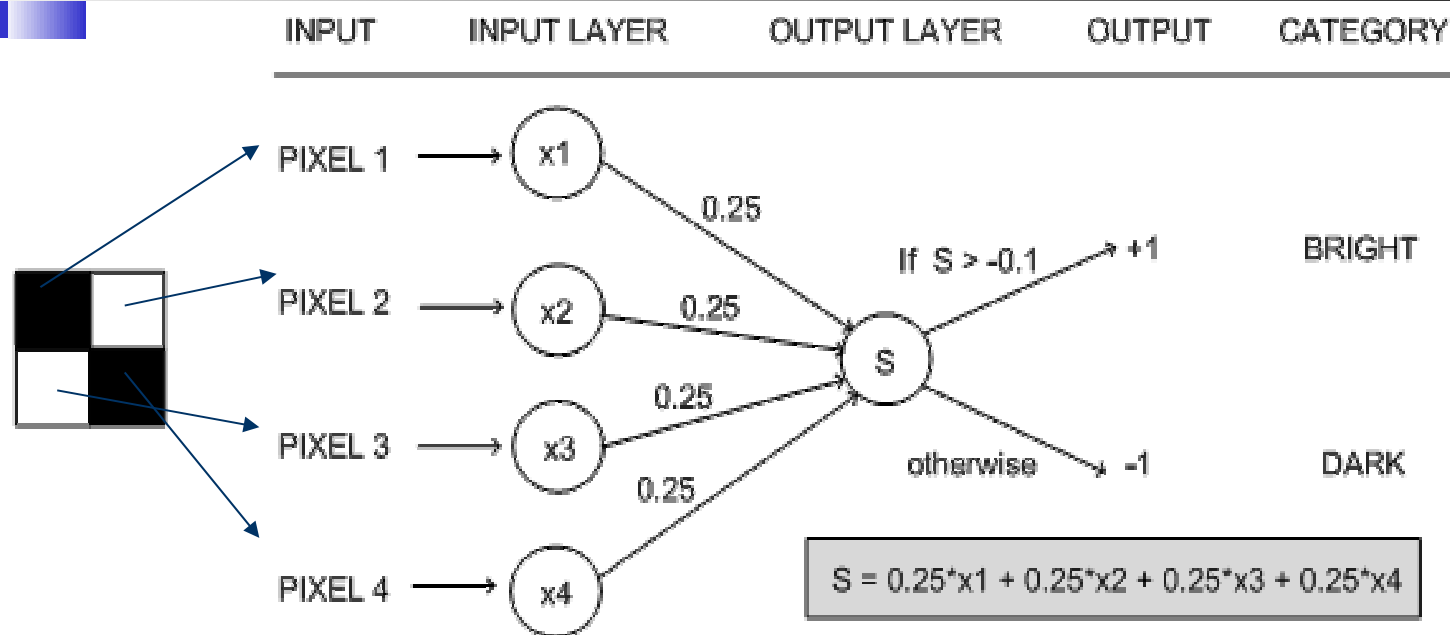 INPUT INPUT LAYER OUTPUT LAYER OUTPUT CATEGORY
PIXEL 1 x1
0.25
If S > -0.1 +1 BRIGHT
PIXEL 2 x2 0.25
S
0.25
PIXEL 3 x3 otherwise -1 DARK
0.25
PIXEL 4 x4 S = 0.25*x1 + 0.25*x2 + 0.25*x3 + 0.25*x4